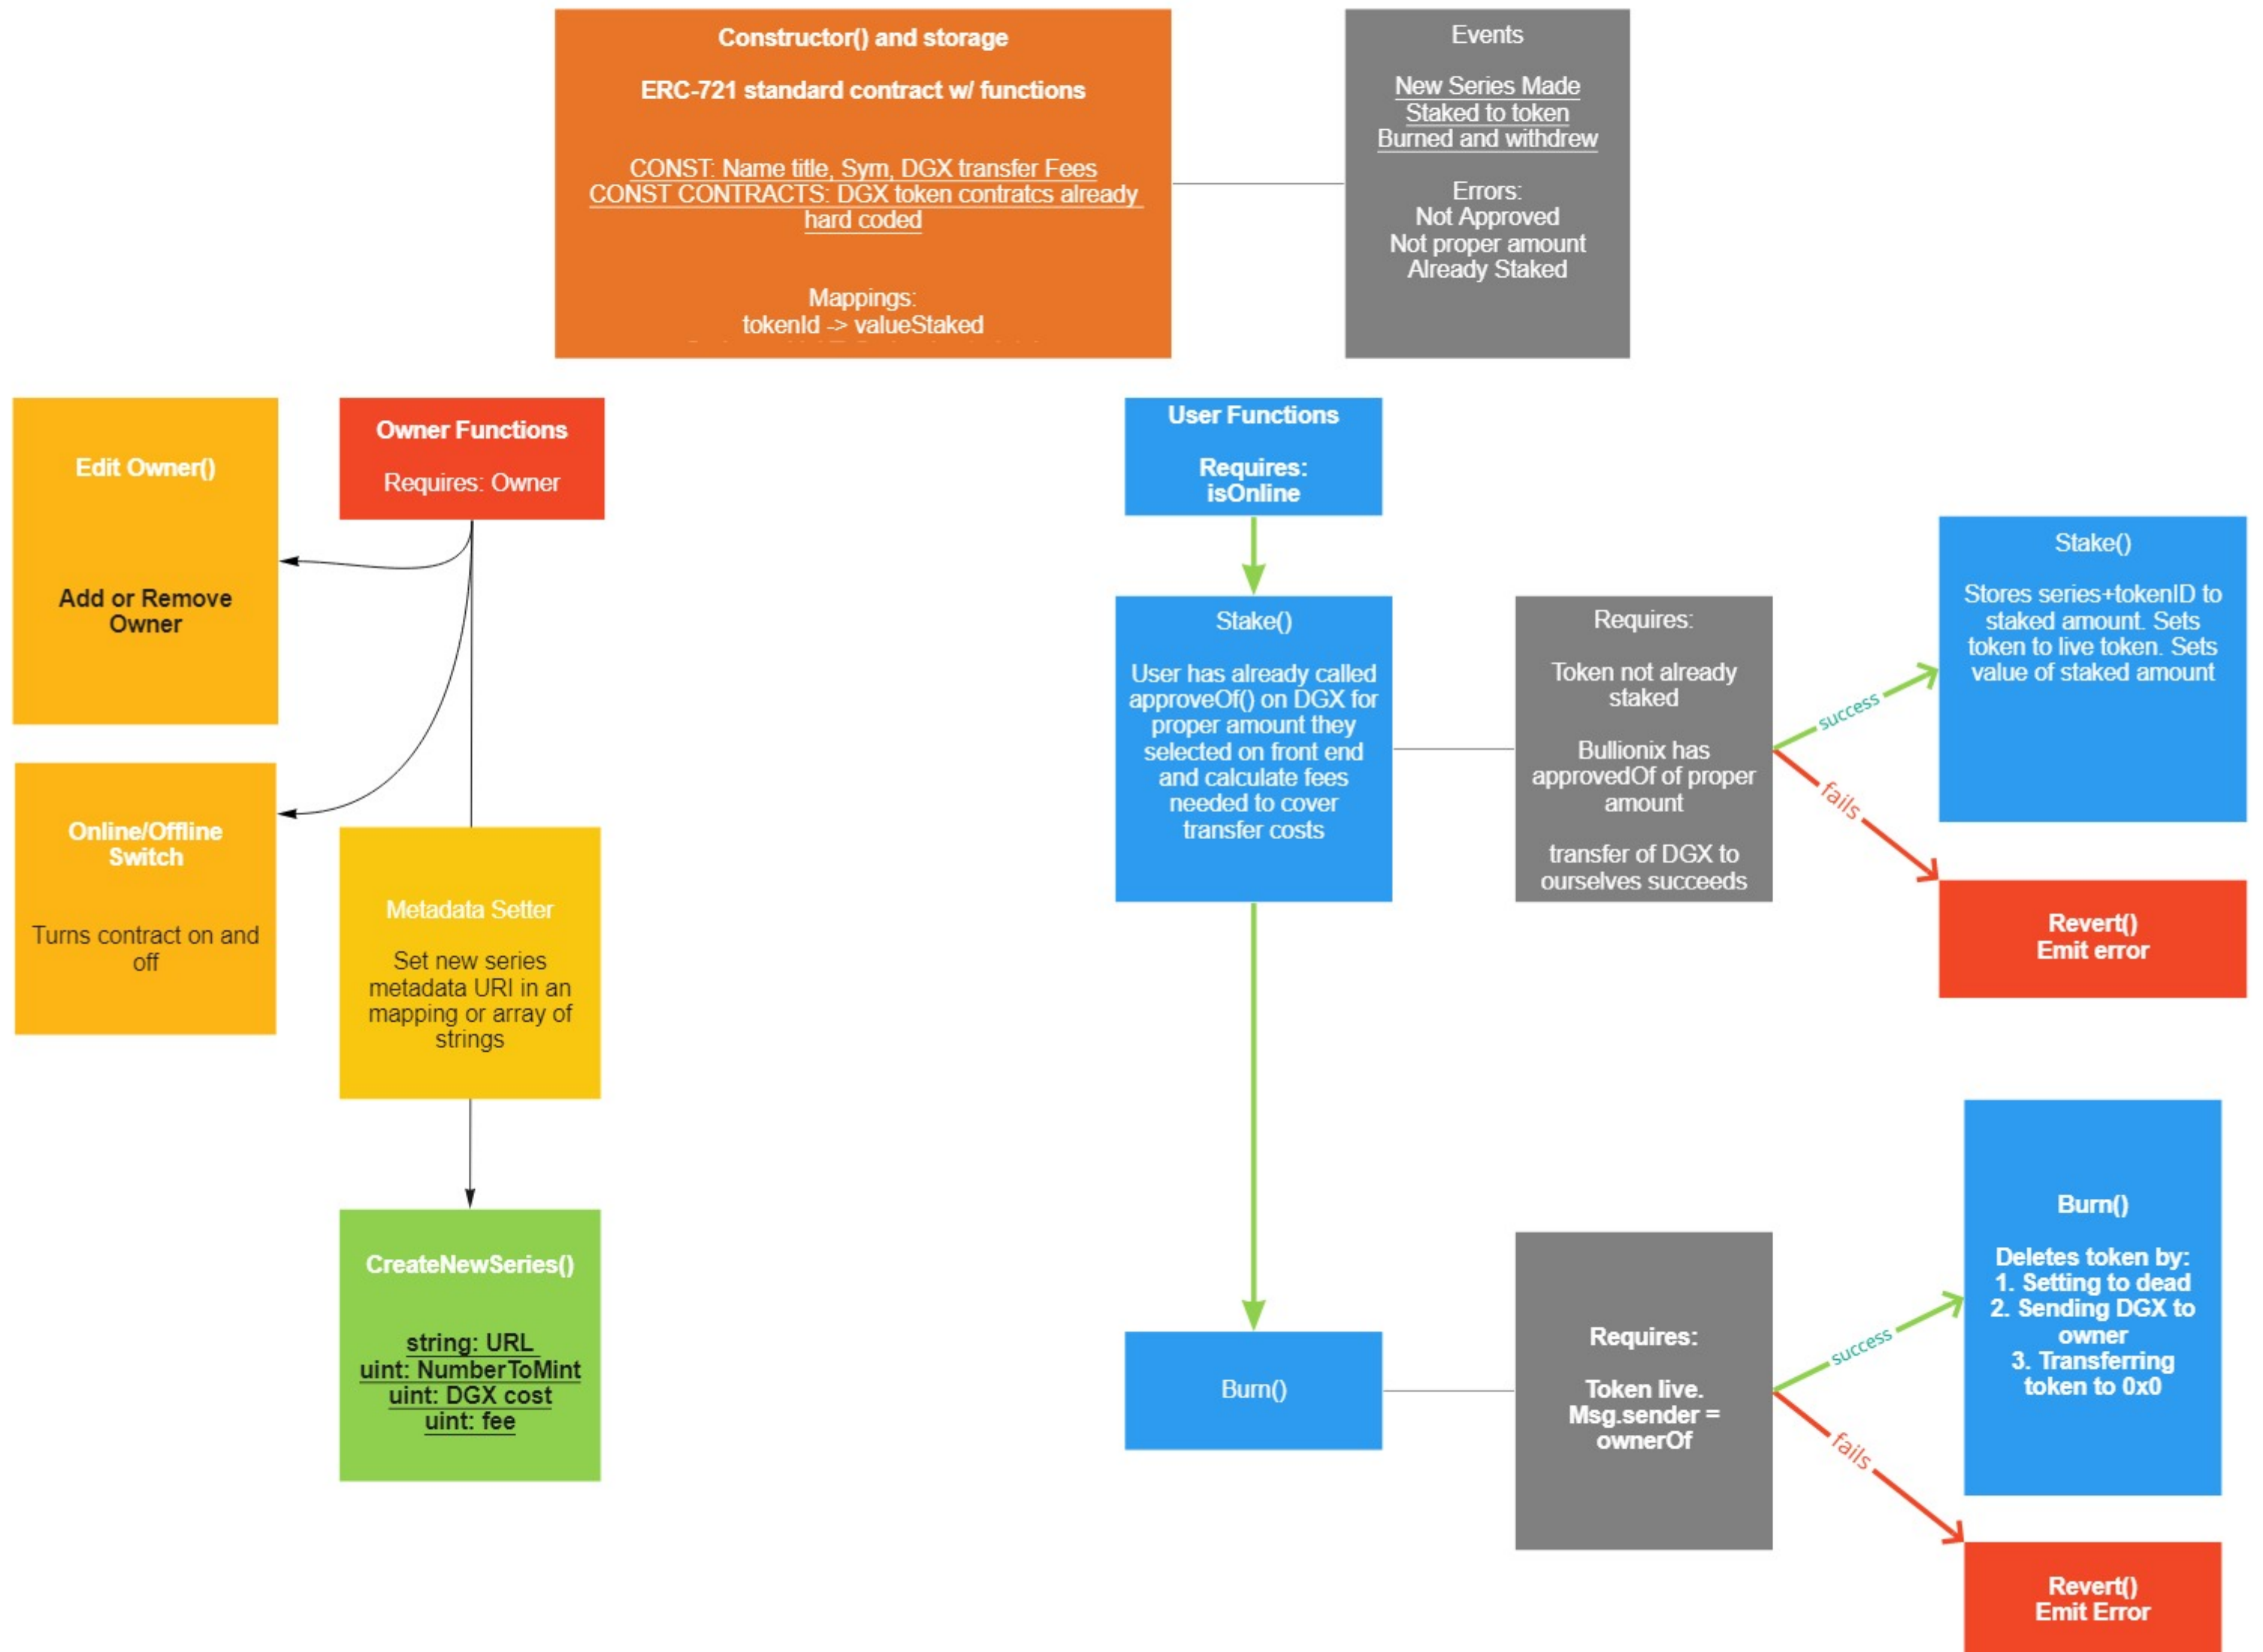 Constructor() and storage
ERC-721 standard contract w/ functions
CONST: Name title, Sym, DGX transfer Fees
CONST CONTRACTS: DGX token contratcs already
hard coded
Mappings:
tokenId -> valueStaked
Events
New Series Made
Staked to token
Burned and withdrew
Errors:
Not Approved
Not proper amount
Already Staked
Edit Owner()
Add or Remove
Owner
Owner Functions
Requires: Owner
Online/Offline
Switch
Turns contract on and
off
Metadata Setter
Set new series
metadata URI in an
mapping or array of
strings
CreateNewSeries()
string: URL
uint: NumberToMint
uint: DGX cost
uint: fee
User Functions
Requires:
isOnline
Stake()
User has already called
approveOf() on DGX for
proper amount they
selected on front end
and calculate fees
needed to cover
transfer costs
Requires:
Token not already
staked
Bullionix has
approvedOf of proper
amount
transfer of DGX to
ourselves succeeds
success
fails
Stake()
Stores series+tokenID to
staked amount. Sets
token to live token. Sets
value of staked amount
Revert()
Emit error
Burn()
Requires:
Token live.
Msg.sender =
ownerOf
success
fails
Burn()
Deletes token by:
1. Setting to dead
2. Sending DGX to
owner
3. Transferring
token to 0x0
Revert()
Emit Error